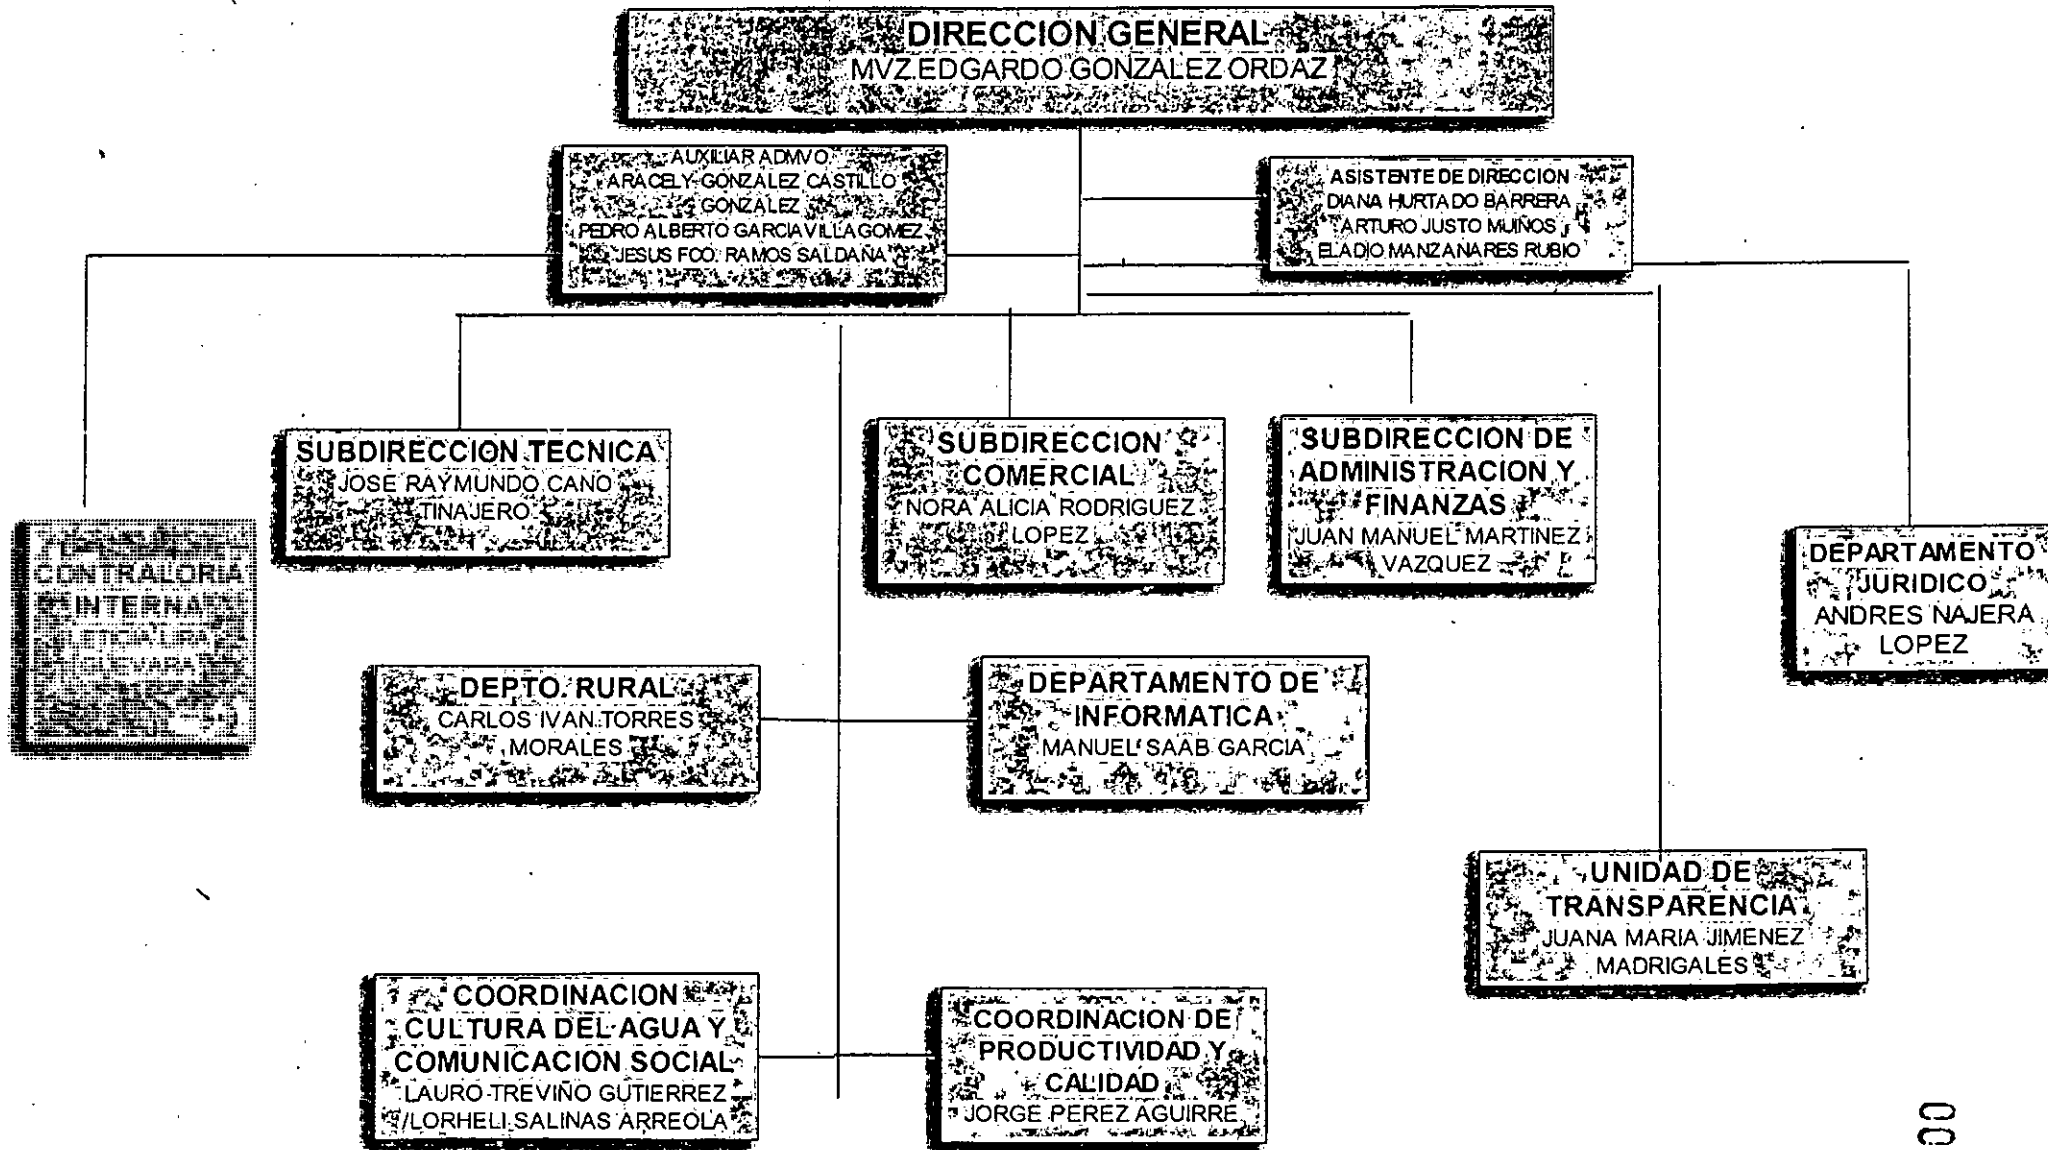 DIRECCION GENERAL
MVZ.EDGARDO GONZALEZ ORDAZ
AUXILIAR ADMVO.
ARACELY GONZALEZ CASTILLO
GONZALEZ
PEDRO ALBERTO GARCIA VILLAGOMEZ
JESUS FCO. RAMOS SALDAÑA
ASISTENTE DE DIRECCION
DIANA HURTADO BARRERA
ARTURO JUSTO MUIÑOS
ELADIO MANZANARES RUBIO
SUBDIRECCION TECNICA
JOSE RAYMUNDO CANO
TINAJERO
SUBDIRECCION
COMERCIAL
NORA ALICIA RODRIGUEZ
LOPEZ
SUBDIRECCION DE
ADMINISTRACION Y
FINANZAS
JUAN MANUEL MARTINEZ
VAZQUEZ
CONTRALORIA
INTERNA
LETICIA LIRA
GUEVARA
DEPARTAMENTO
JURIDICO
ANDRES NAJERA
LOPEZ
DEPTO. RURAL
CARLOS IVAN TORRES
MORALES
DEPARTAMENTO DE
INFORMATICA
MANUEL SAAB GARCIA
UNIDAD DE
TRANSPARENCIA
JUANA MARIA JIMENEZ
MADRIGALES
COORDINACION
CULTURA DEL AGUA Y
COMUNICACION SOCIAL
LAURO TREVIÑO GUTIERREZ
/LORHELI SALINAS ARREOLA
COORDINACION DE
PRODUCTIVIDAD Y
CALIDAD
JORGE PEREZ AGUIRRE
00